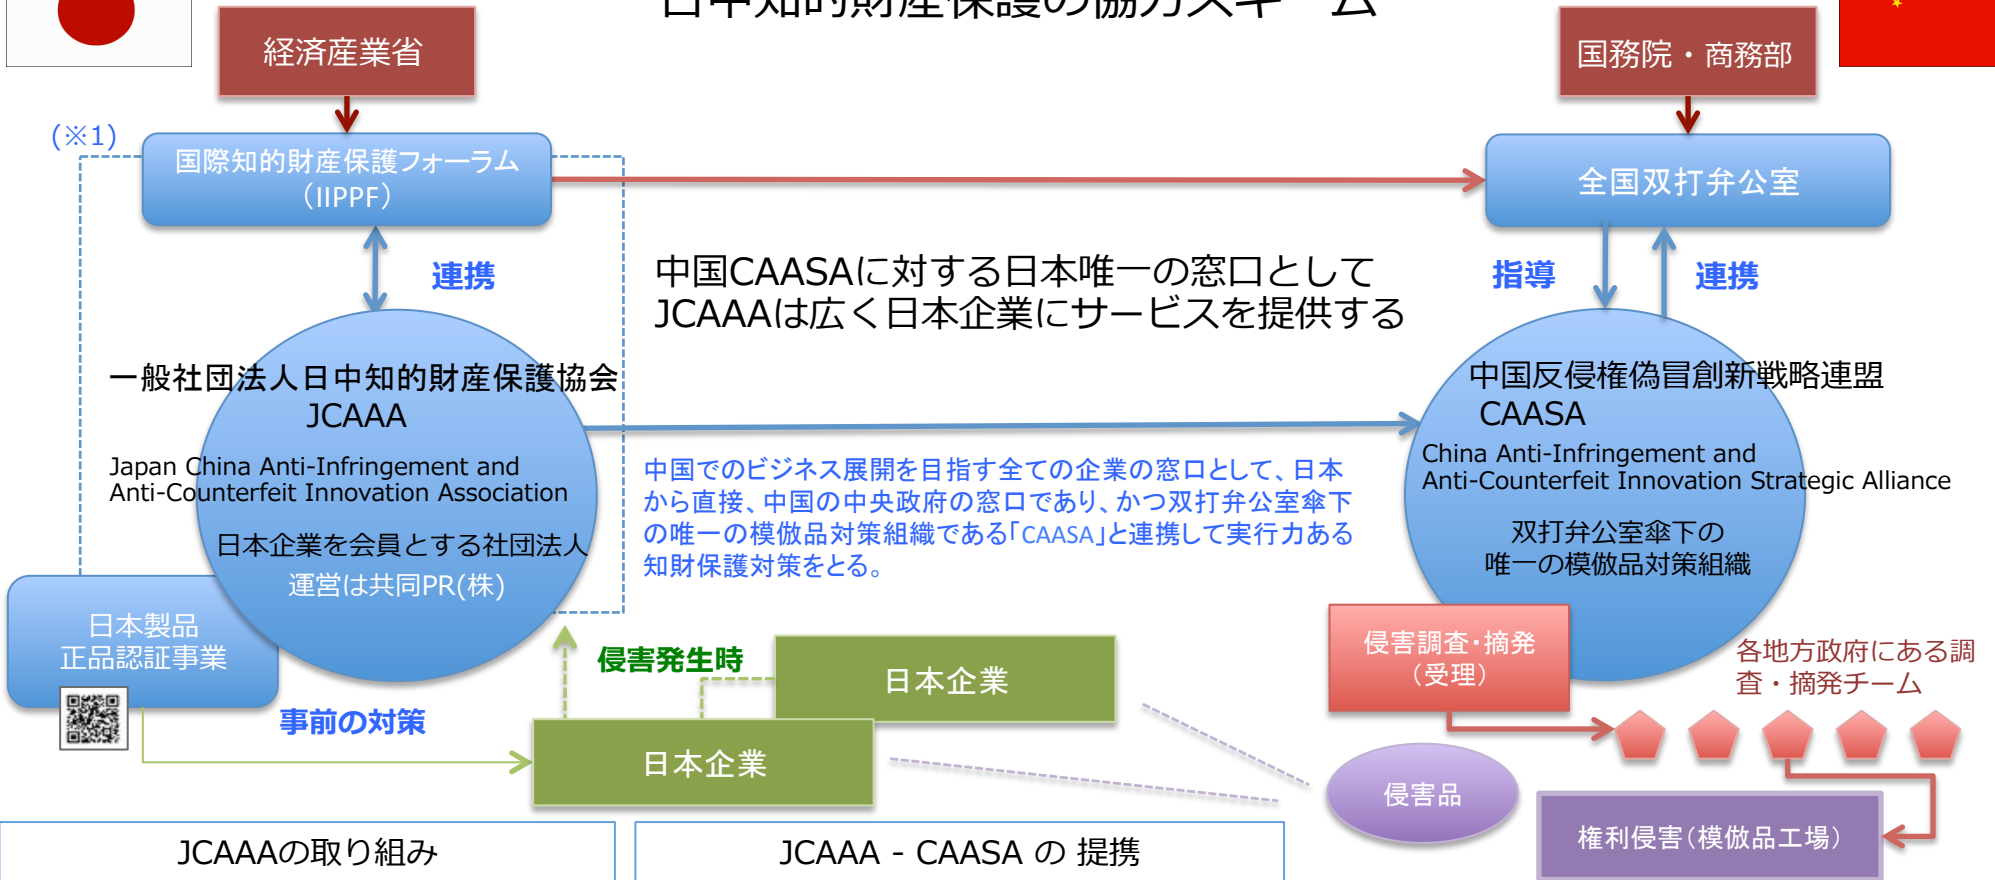 日中知的財産保護の協力スキーム
経済産業省
国務院・商務部
(※1)
国際知的財産保護フォーラム
(IIPPF)
全国双打弁公室
連携
指導
連携
中国CAASAに対する日本唯一の窓口として
JCAAAは広く日本企業にサービスを提供する
一般社団法人日中知的財産保護協会
JCAAA
Japan China Anti-Infringement and
Anti-Counterfeit Innovation Association
日本企業を会員とする社団法人
運営は共同PR(株)
中国でのビジネス展開を目指す全ての企業の窓口として、日本
から直接、中国の中央政府の窓口であり、かつ双打弁公室傘下
の唯一の模倣品対策組織である「CAASA」と連携して実行力ある
知財保護対策をとる。
中国反侵権偽冒創新戦略連盟
CAASA
China Anti-Infringement and
Anti-Counterfeit Innovation Strategic Alliance
双打弁公室傘下の
唯一の模倣品対策組織
日本製品
正品認証事業
事前の対策
侵害発生時
日本企業
日本企業
侵害調査・摘発
(受理)
各地方政府にある調
査・摘発チーム
侵害品
権利侵害(模倣品工場)
JCAAAの取り組み
JCAAA - CAASA の 提携